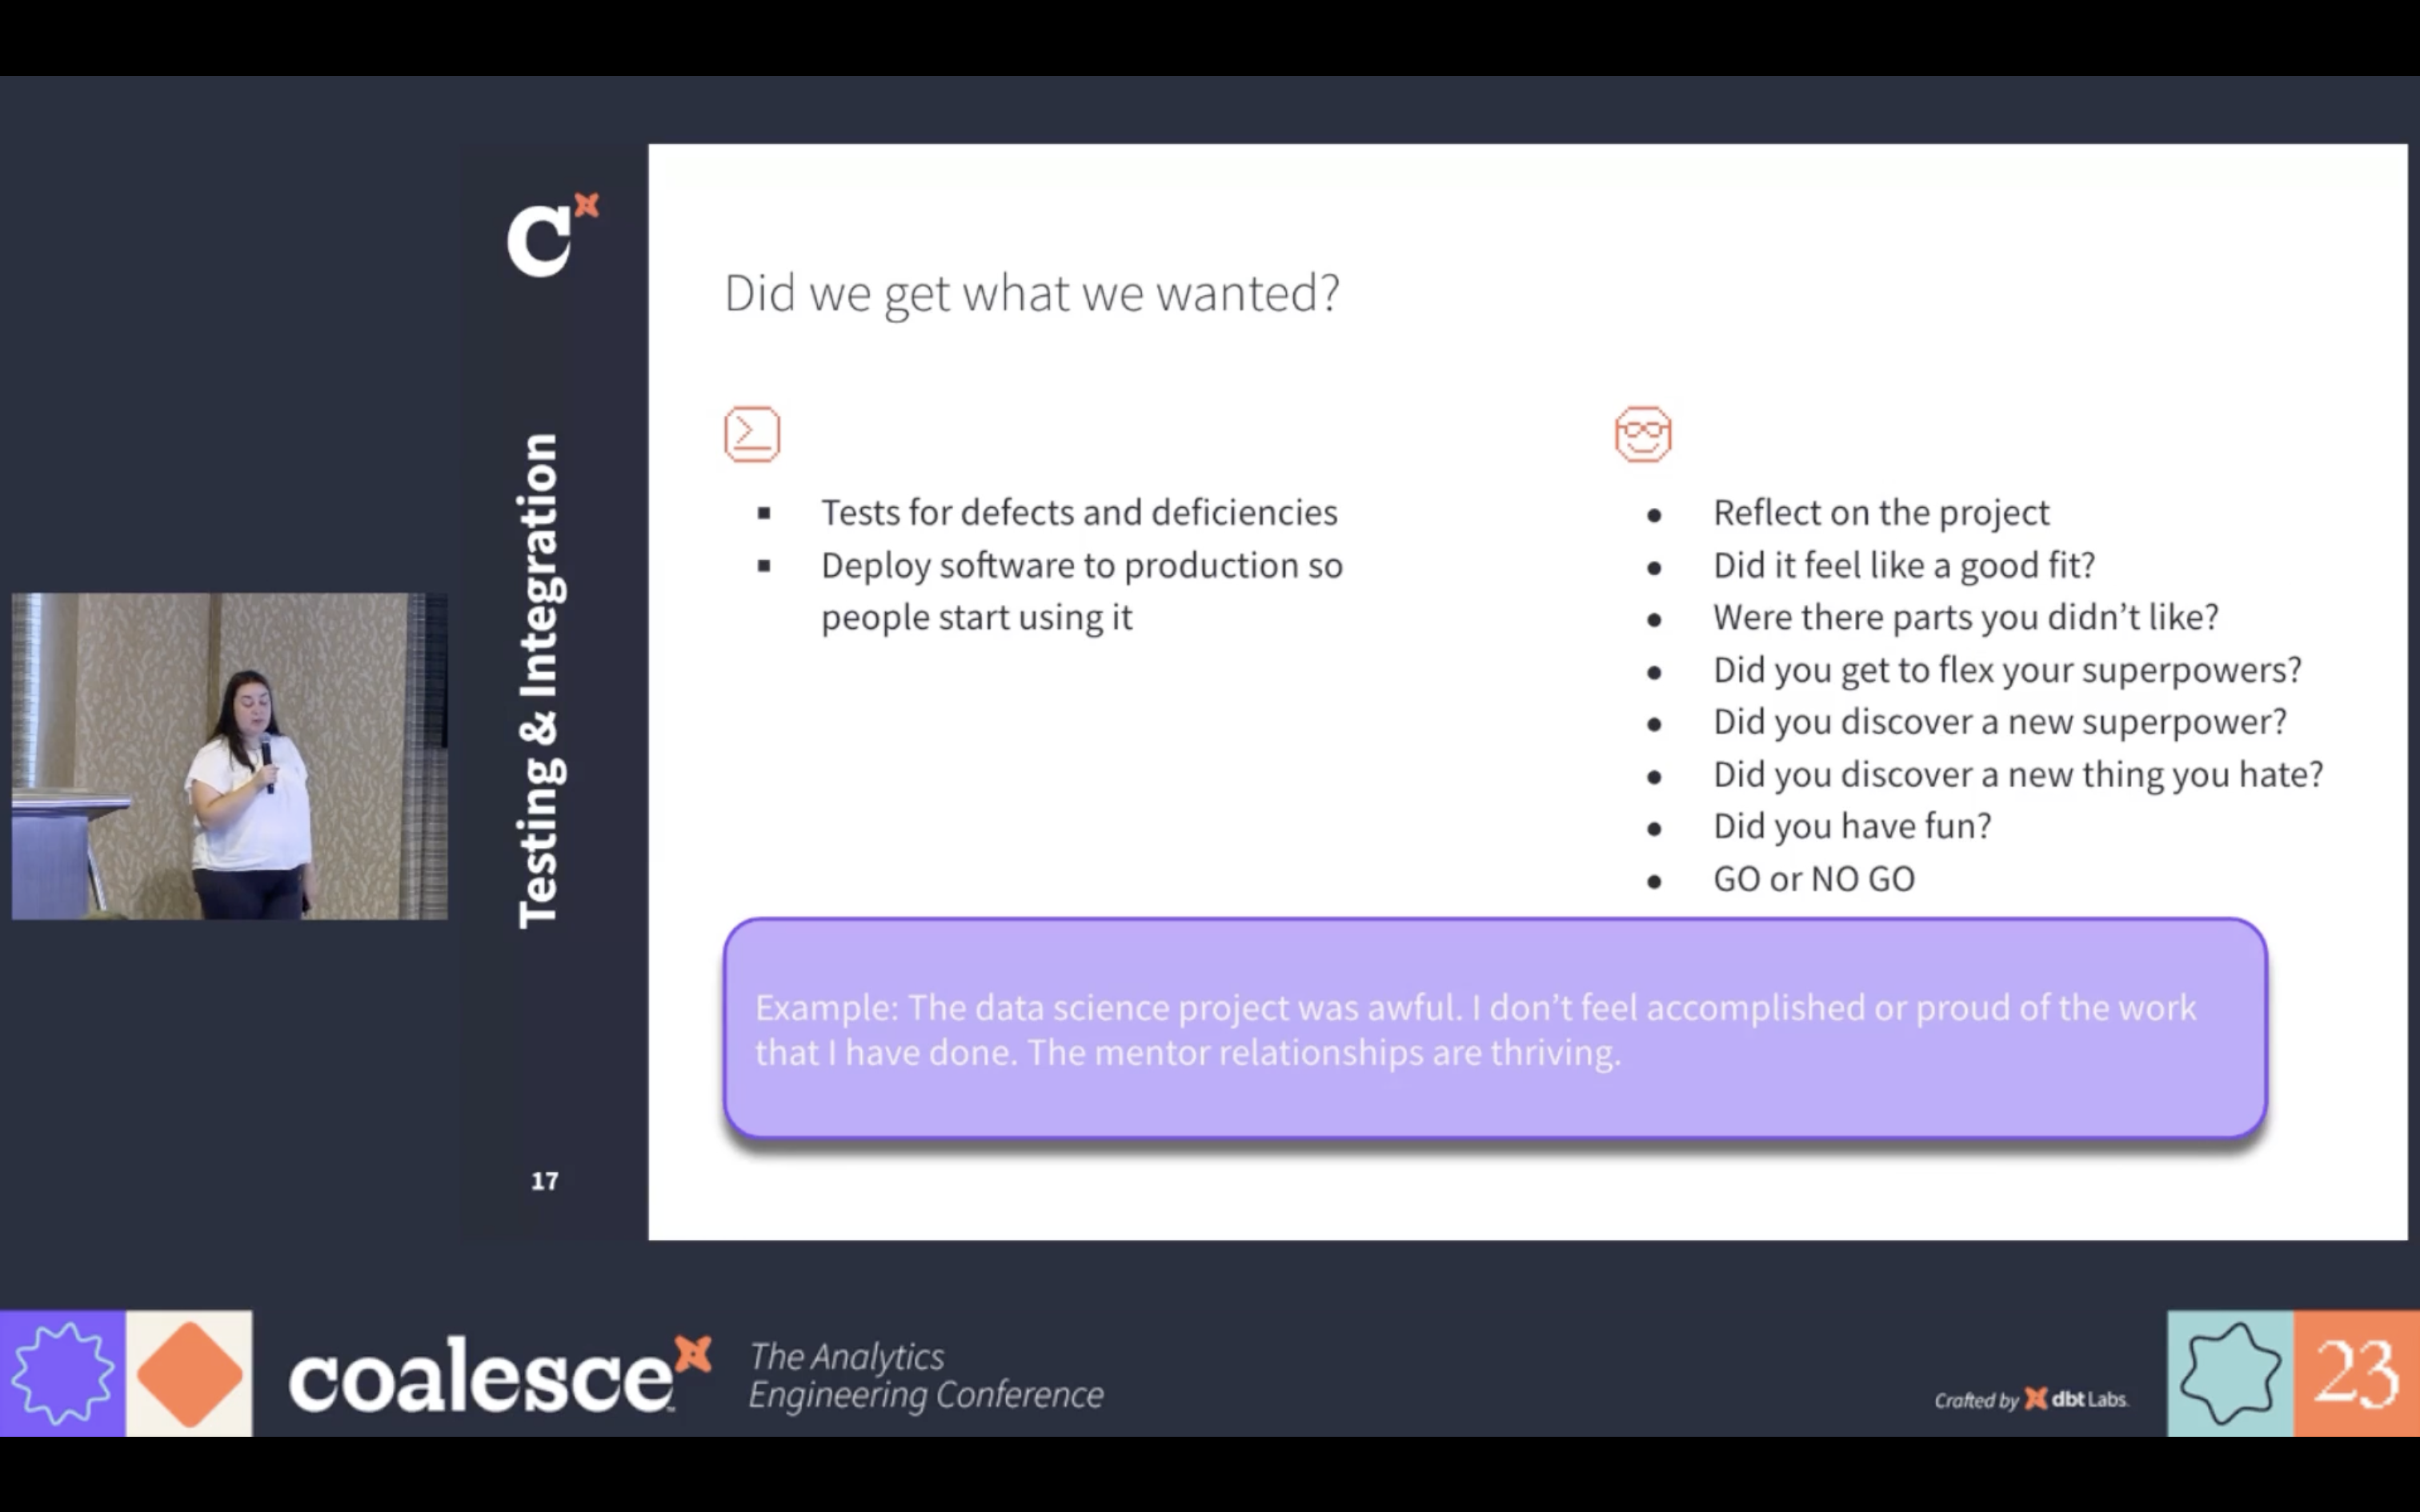 C
Testing & Integration
17
Did we get what we wanted?
▪ Tests for defects and deficiencies
▪ Deploy software to production so
people start using it
● Reflect on the project
● Did it feel like a good fit?
● Were there parts you didn’t like?
● Did you get to flex your superpowers?
● Did you discover a new superpower?
● Did you discover a new thing you hate?
● Did you have fun?
● GO or NO GO
Example: The data science project was awful. I don’t feel accomplished or proud of the work
that I have done. The mentor relationships are thriving.
coalesce
The Analytics
Engineering Conference
Crafted by dbt Labs.
23